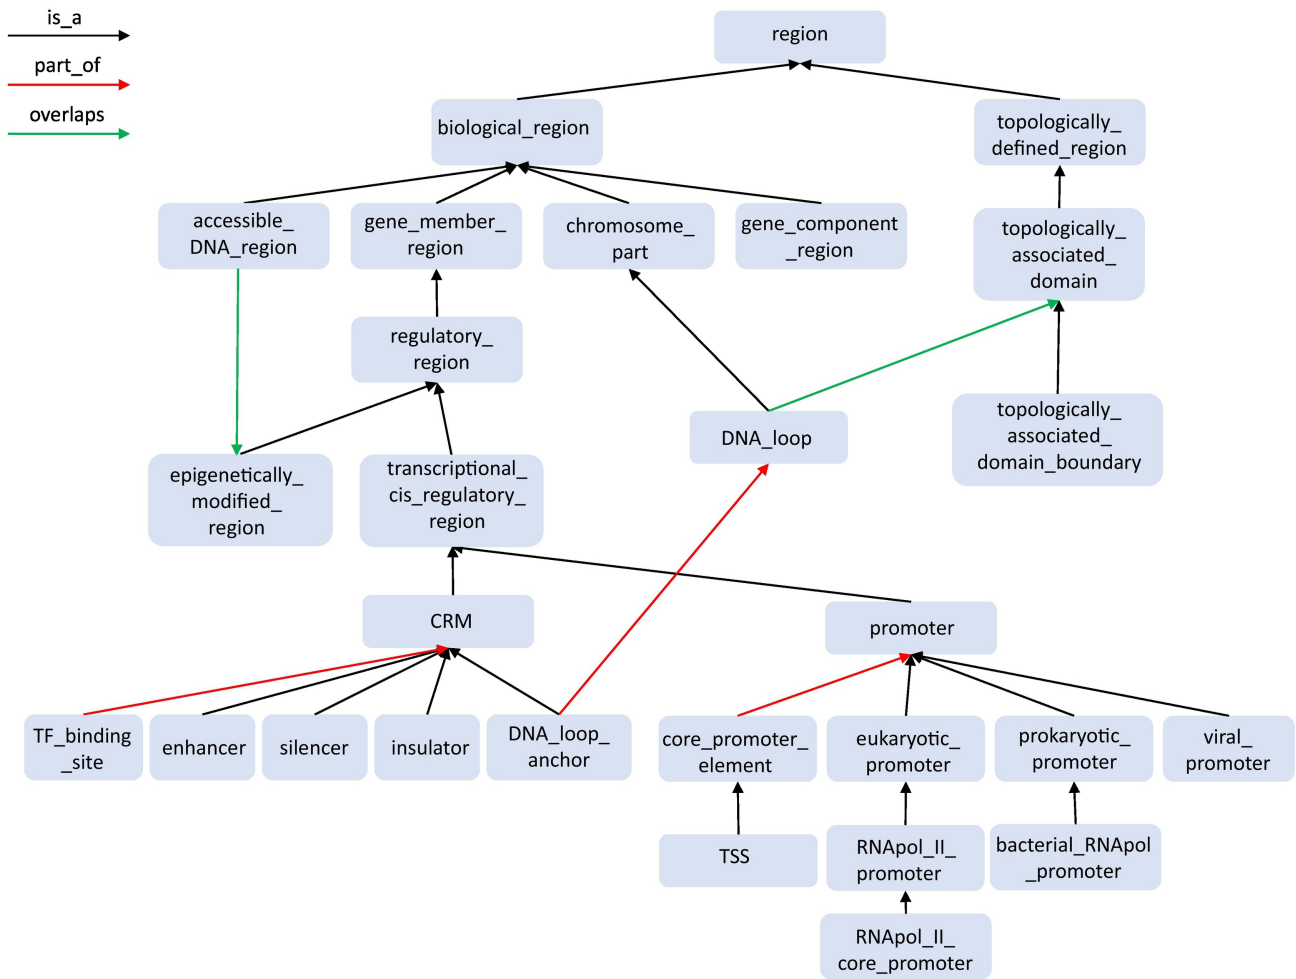 is_a
part_of
overlaps
region
biological_region
topologically_
defined_region
accessible_
DNA_region
gene_member_
region
chromosome_
part
gene_component
_region
topologically_
associated_
domain
regulatory_
region
DNA_loop
topologically_
associated_
domain_boundary
epigenetically_
modified_
region
transcriptional_
cis_regulatory_
region
CRM
promoter
TF_binding
_site
enhancer
silencer
insulator
DNA_loop_
anchor
core_promoter_
element
eukaryotic_
promoter
prokaryotic_
promoter
viral_
promoter
TSS
RNApol_II_
promoter
bacterial_RNApol
_promoter
RNApol_II_
core_promoter